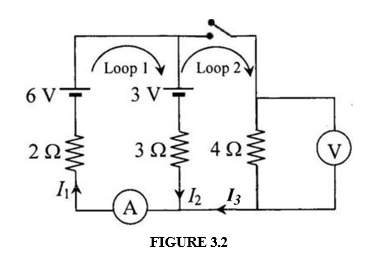 Loop 1 Loop 2
6 V 3 V
2 Ω 3 Ω 4 Ω V
I₁ A I₂ I₃
FIGURE 3.2